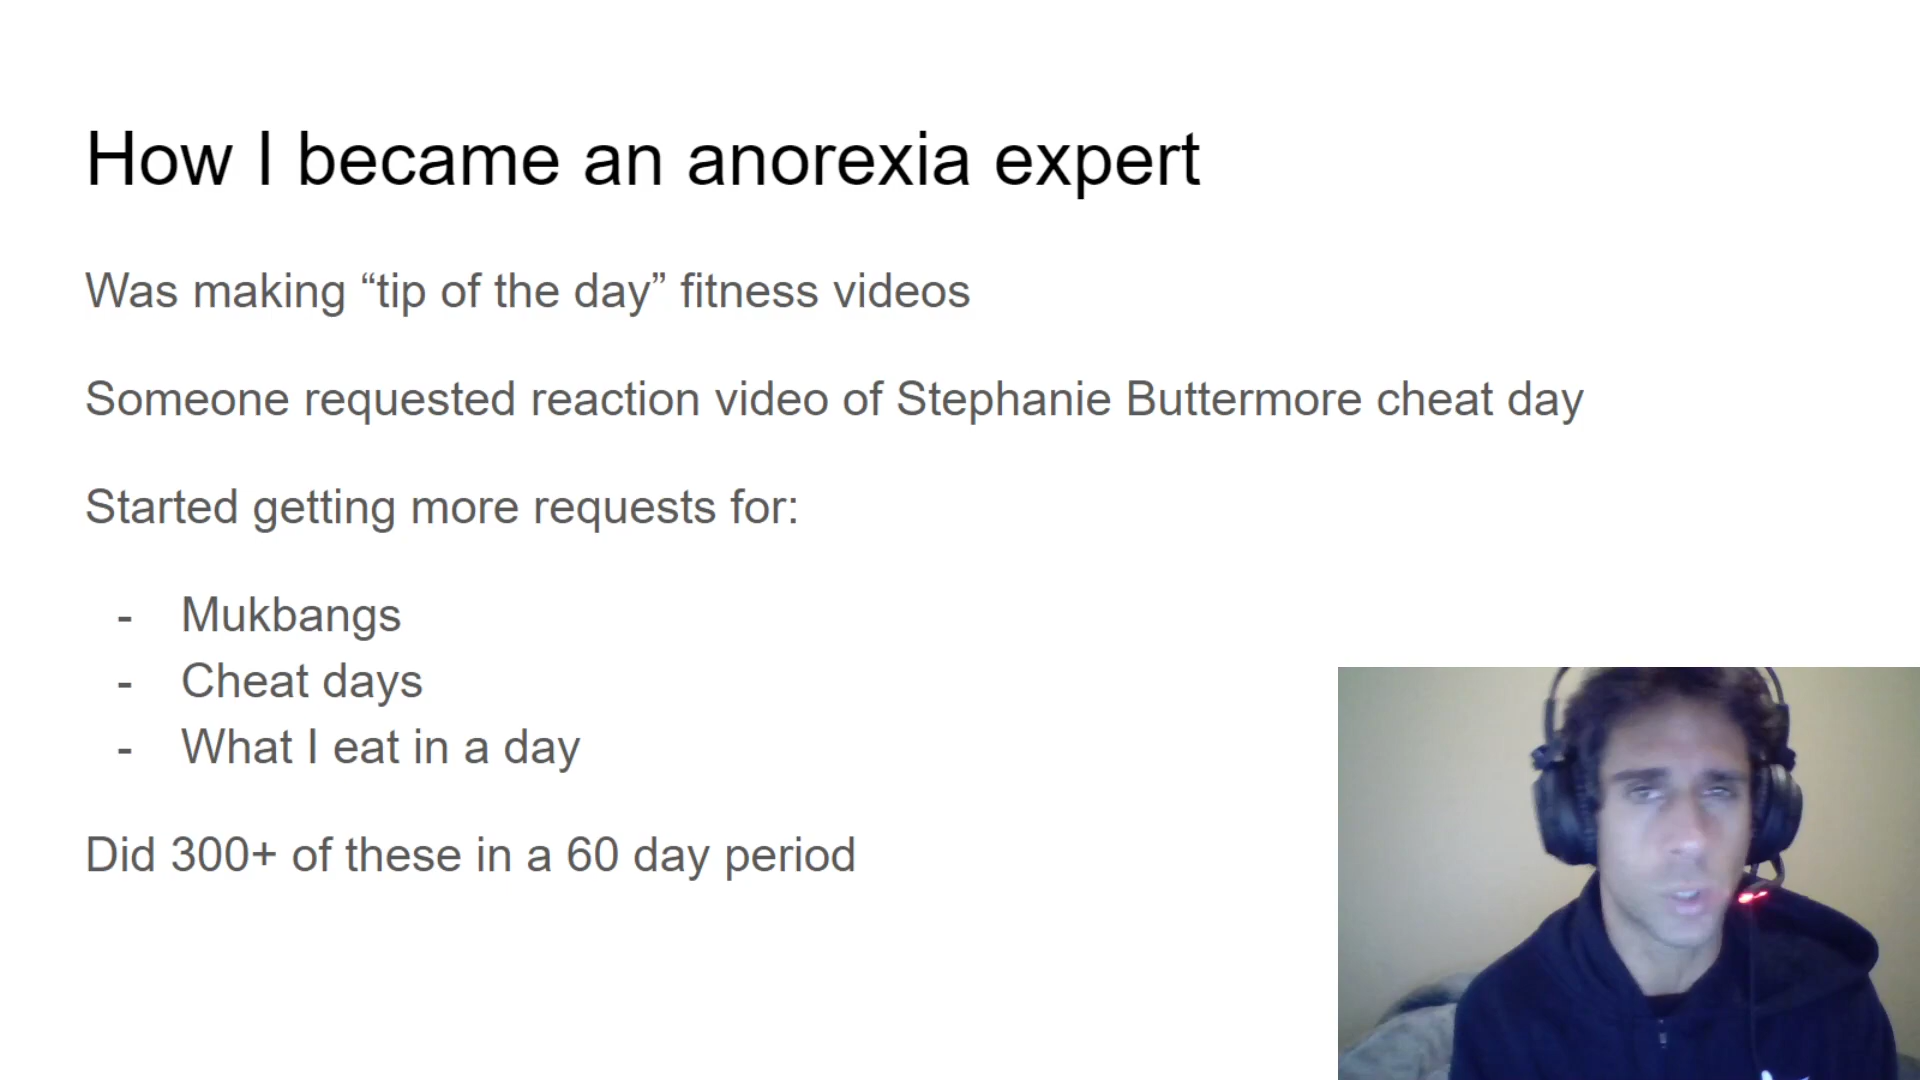 How I became an anorexia expert
Was making “tip of the day” fitness videos
Someone requested reaction video of Stephanie Buttermore cheat day
Started getting more requests for:
- Mukbangs
- Cheat days
- What I eat in a day
Did 300+ of these in a 60 day period